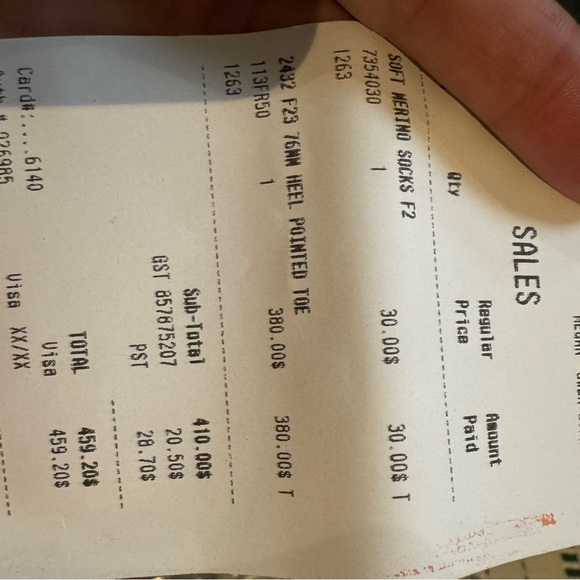 SALES
Qty Regular Amount
Price Paid
SOFT MERINO SOCKS F2
7354030 1 30.00$ 30.00$ T
1263
2432 F23 76MM HEEL POINTED TOE
113FR50 1 380.00$ 380.00$ T
1263
Sub-Total 410.00$
GST 857875207 20.50$
PST 28.70$
TOTAL 459.20$
Visa 459.20$
Card#:...6140 Visa XX/XX
# 026985